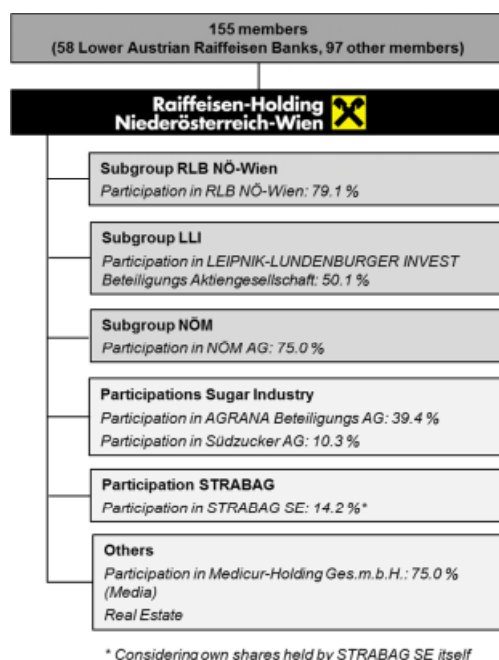 155 members
(58 Lower Austrian Raiffeisen Banks, 97 other members)
Raiffeisen-Holding
Niederösterreich-Wien
Subgroup RLB NÖ-Wien
Participation in RLB NÖ-Wien: 79.1 %
Subgroup LLI
Participation in LEIPNIK-LUNDENBURGER INVEST
Beteiligungs Aktiengesellschaft: 50.1 %
Subgroup NÖM
Participation in NÖM AG: 75.0 %
Participations Sugar Industry
Participation in AGRANA Beteiligungs AG: 39.4 %
Participation in Südzucker AG: 10.3 %
Participation STRABAG
Participation in STRABAG SE: 14.2 %*
Others
Participation in Medicur-Holding Ges.m.b.H.: 75.0 %
(Media)
Real Estate
* Considering own shares held by STRABAG SE itself